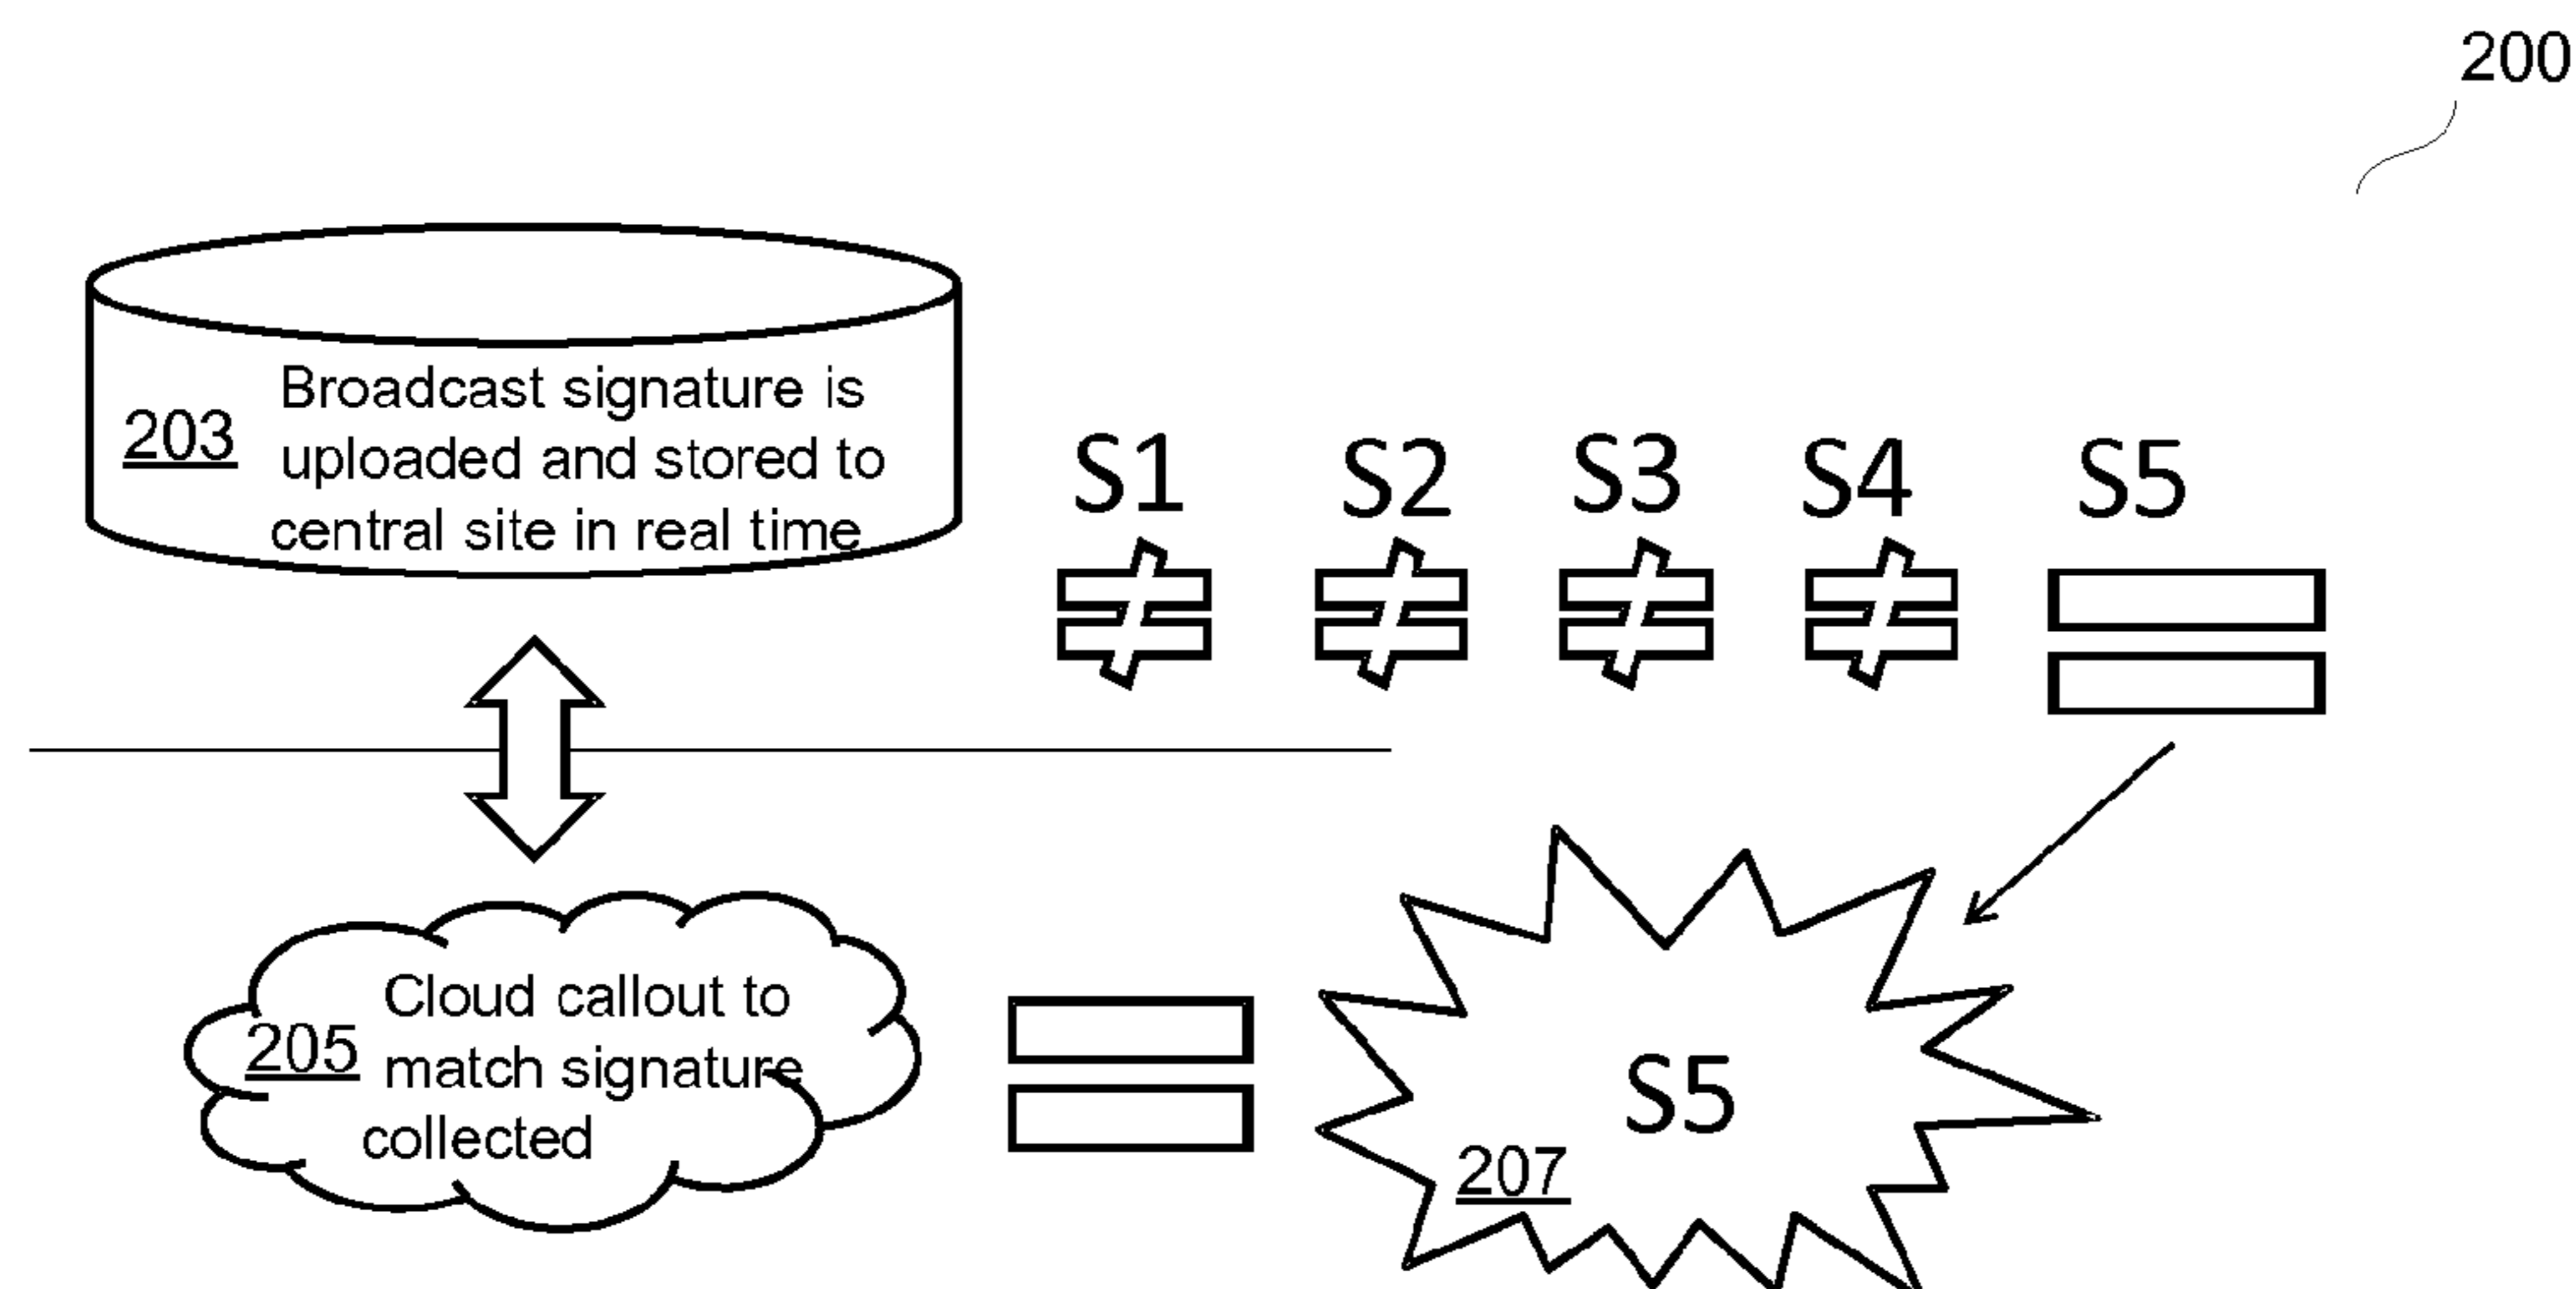 200
203
Broadcast signature is
uploaded and stored to
central site in real time
S1 S2 S3 S4 S5
205
Cloud callout to
match signature
collected
S5
207